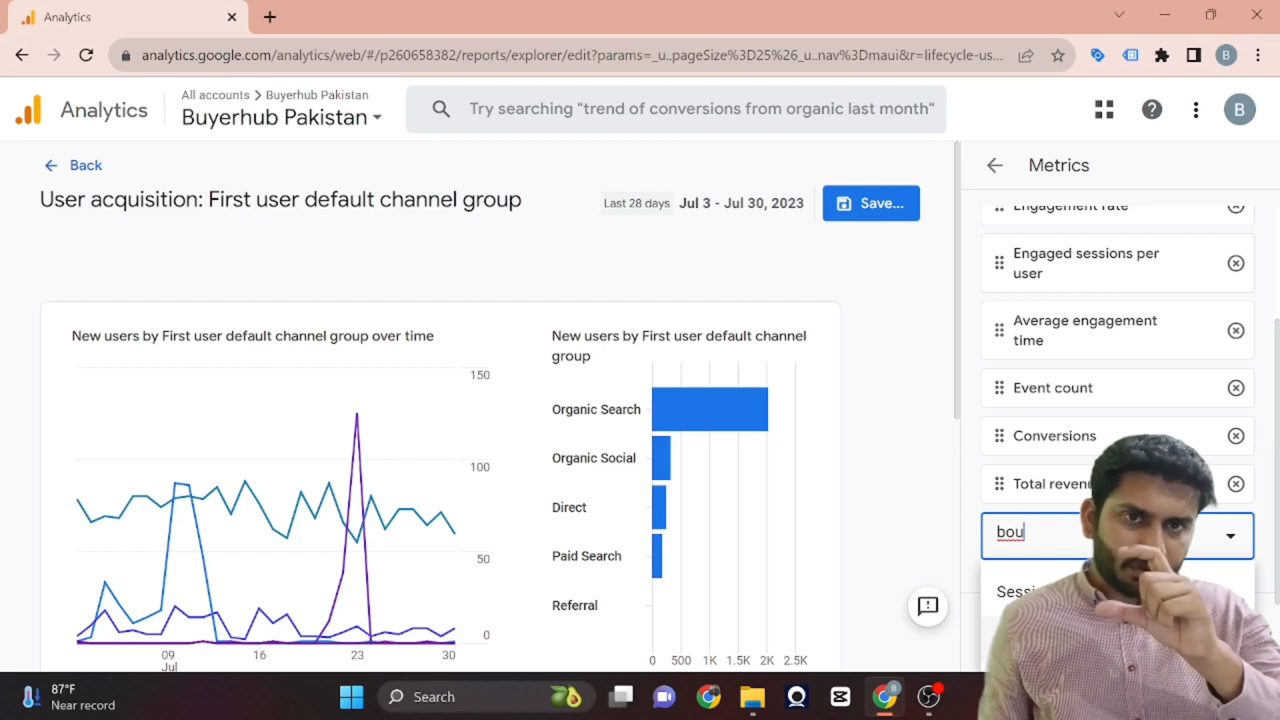 Analytics
analytics.google.com/analytics/web/#/p260658382/reports/explorer/edit?params=_u..pageSize%3D25%26_u..nav%3Dmaui&r=lifecycle-us...
B
Analytics
All accounts > Buyerhub Pakistan
Buyerhub Pakistan
Try searching "trend of conversions from organic last month"
B
Back
User acquisition: First user default channel group
Last 28 days Jul 3 - Jul 30, 2023
Save...
New users by First user default channel group over time
150
100
50
0
09
Jul
16
23
30
New users by First user default channel
group
Organic Search
Organic Social
Direct
Paid Search
Referral
0 500 1K 1.5K 2K 2.5K
Metrics
Engagement rate
Engaged sessions per
user
Average engagement
time
Event count
Conversions
Total
bou
87°F
Near record
Search
B